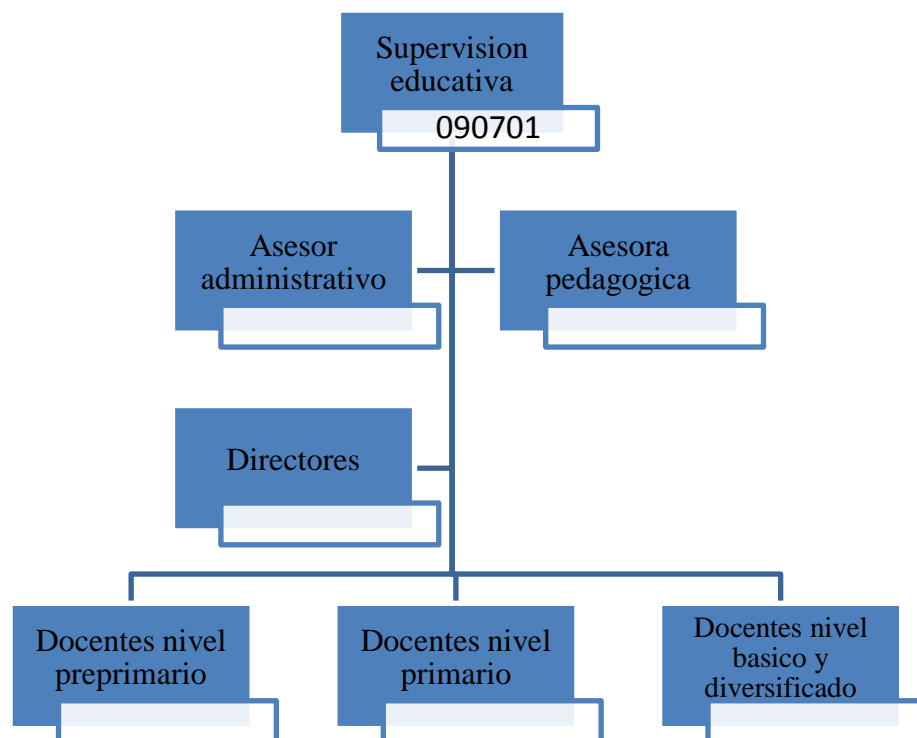 Supervision
educativa
090701
Asesor
administrativo
Asesora
pedagogica
Directores
Docentes nivel
preprimario
Docentes nivel
primario
Docentes nivel
basico y
diversificado